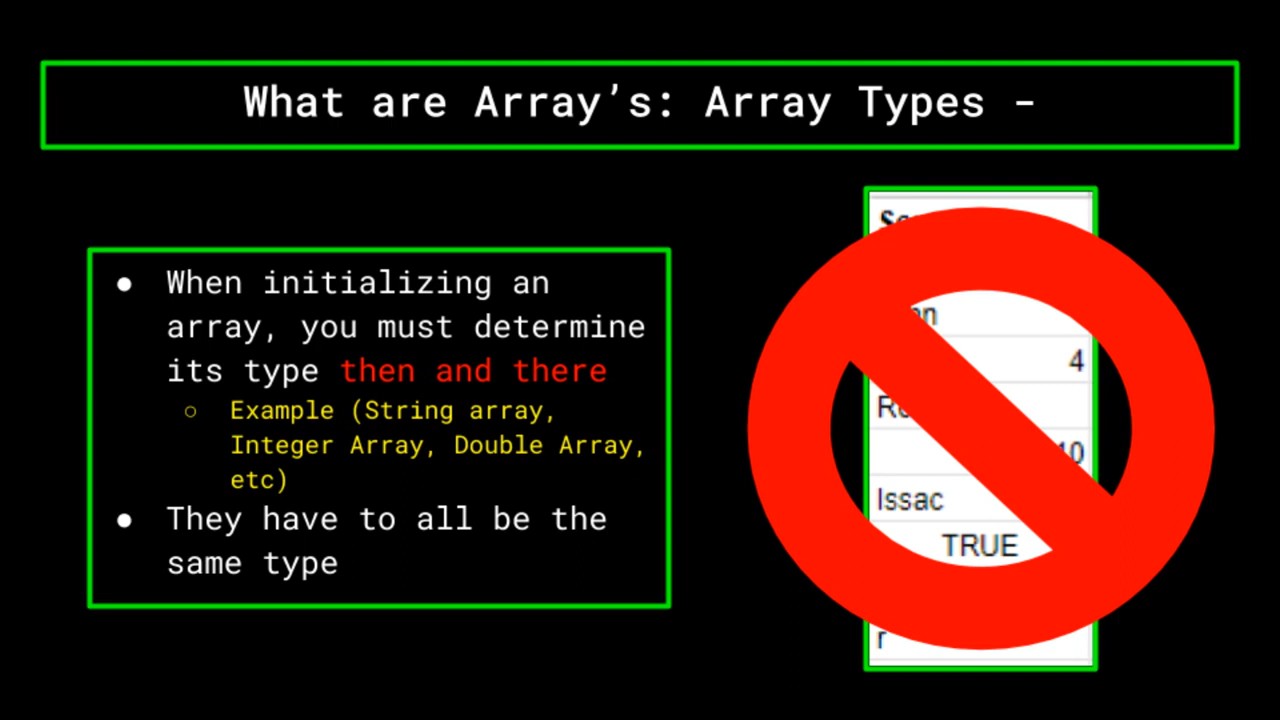 What are Array’s: Array Types -
● When initializing an
array, you must determine
its type then and there
○ Example (String array,
Integer Array, Double Array,
etc)
● They have to all be the
same type
4
10
Issac
TRUE
r